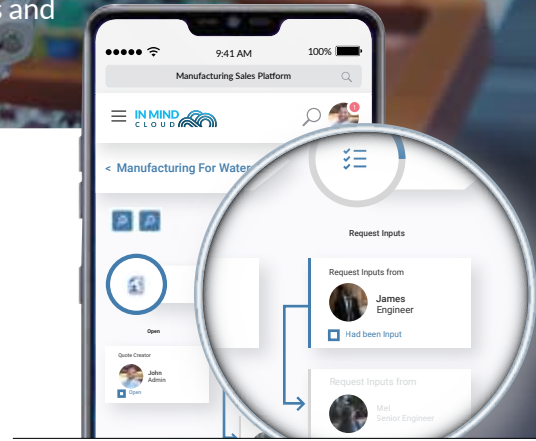 s and
9:41 AM
100%
Manufacturing Sales Platform
IN MIND
CLOUD
1
< Manufacturing For Water
Request Inputs
Request Inputs from
James
Engineer
Had been Input
Open
Quote Creator
John
Admin
Open
Request Inputs from
Mel
Senior Engineer